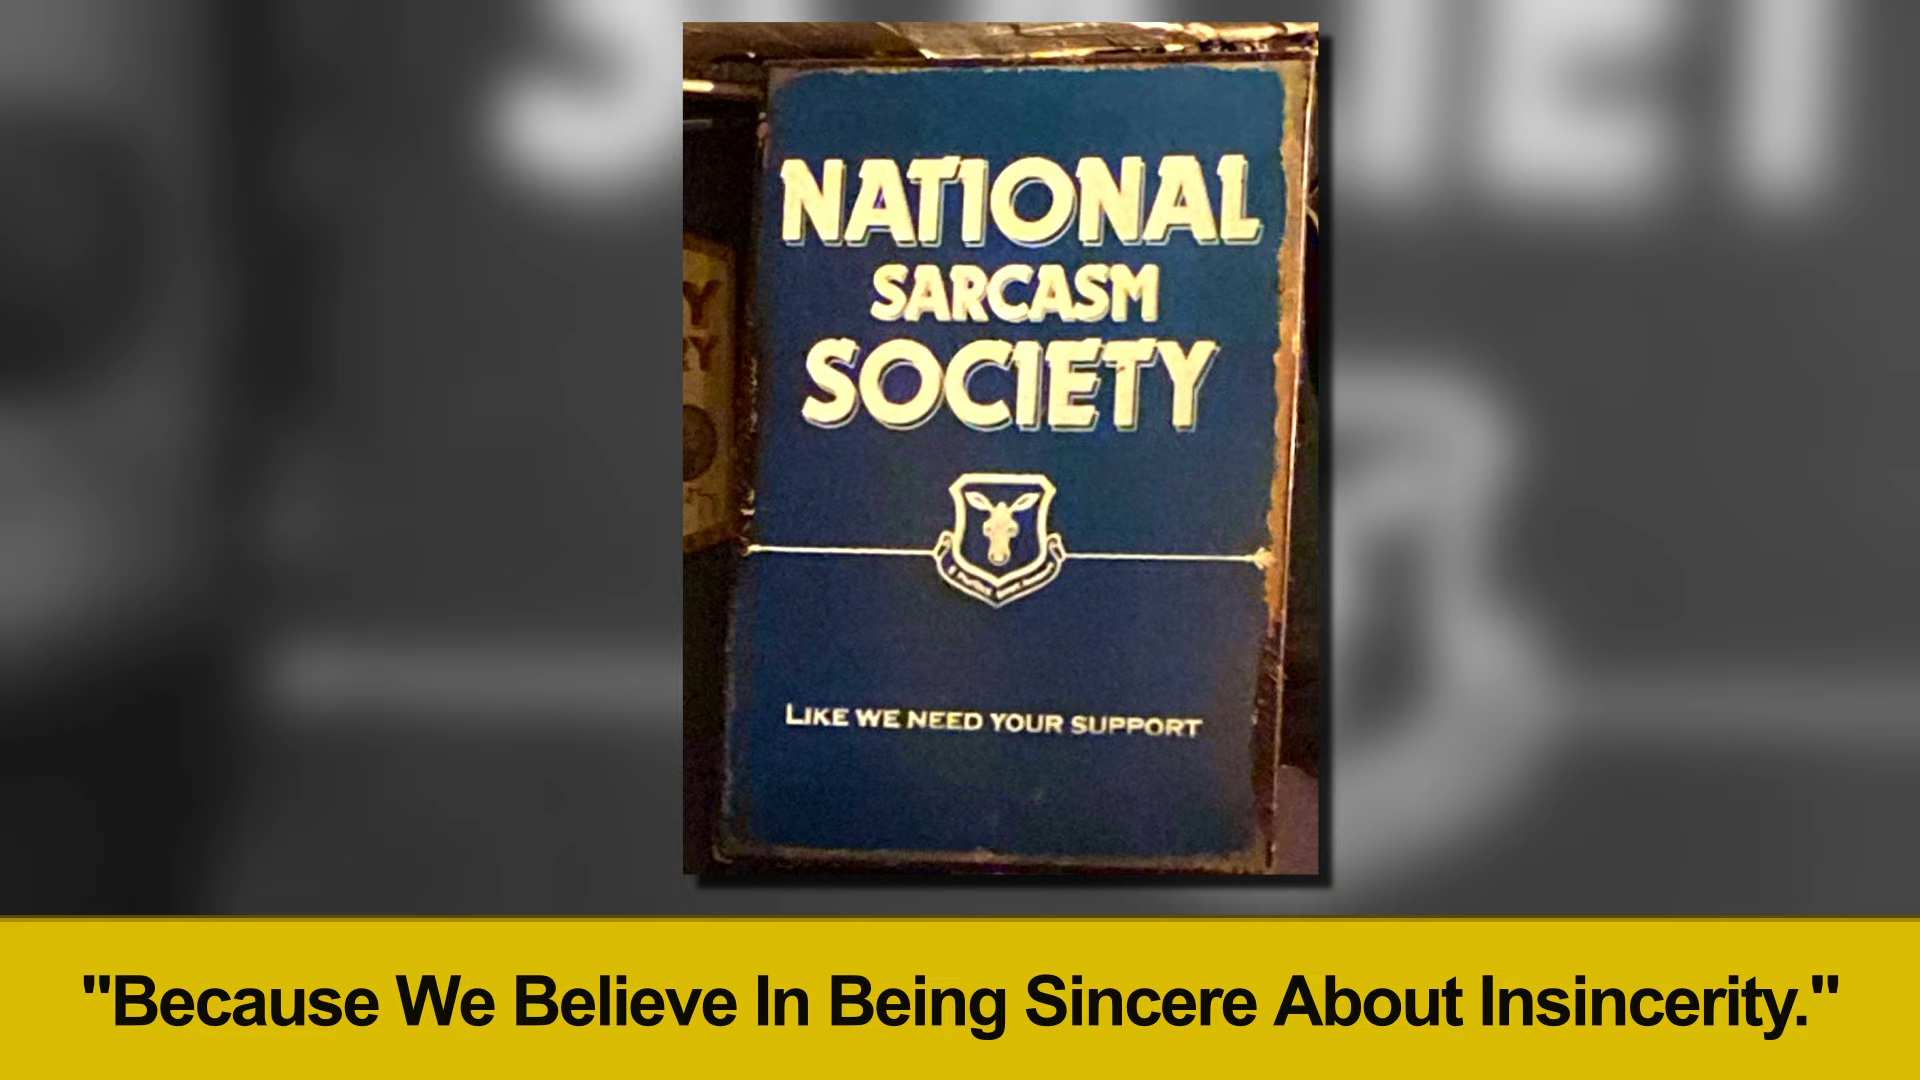 NATIONAL
SARCASM
SOCIETY
LIKE WE NEED YOUR SUPPORT
"Because We Believe In Being Sincere About Insincerity."